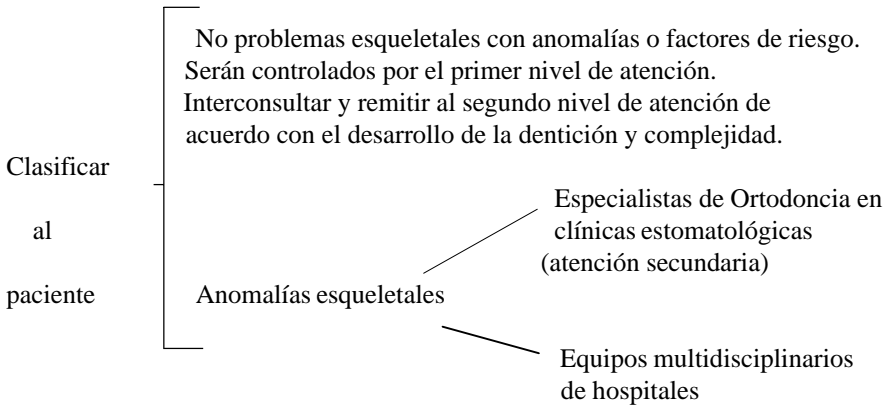 No problemas esqueletales con anomalías o factores de riesgo.
Serán controlados por el primer nivel de atención.
Interconsultar y remitir al segundo nivel de atención de
acuerdo con el desarrollo de la dentición y complejidad.
Clasificar
al
paciente
Anomalías esqueletales
Especialistas de Ortodoncia en
clínicas estomatológicas
(atención secundaria)
Equipos multidisciplinarios
de hospitales